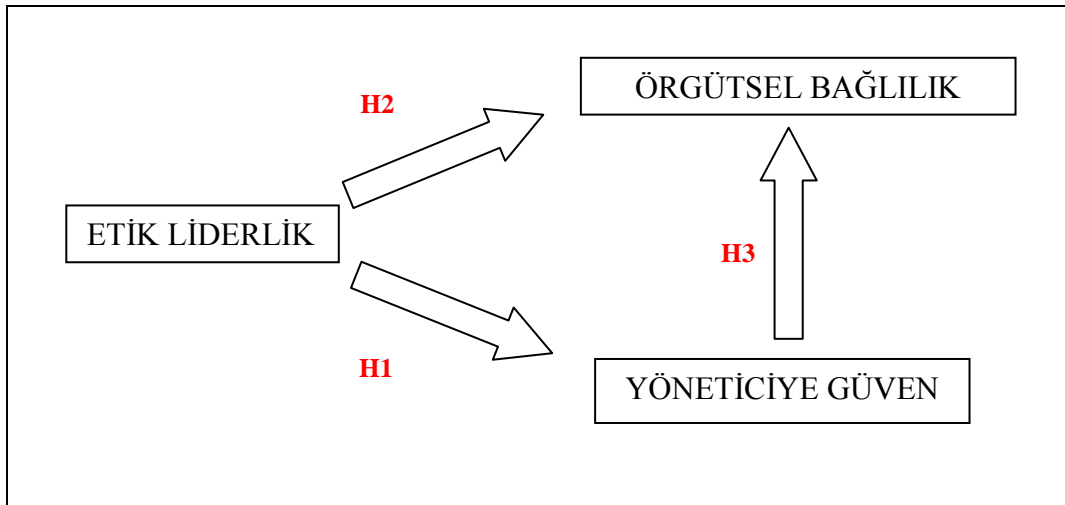 ÖRGÜTSEL BAĞLILIK
H2
ETİK LİDERLİK
H3
H1
YÖNETİCİYE GÜVEN